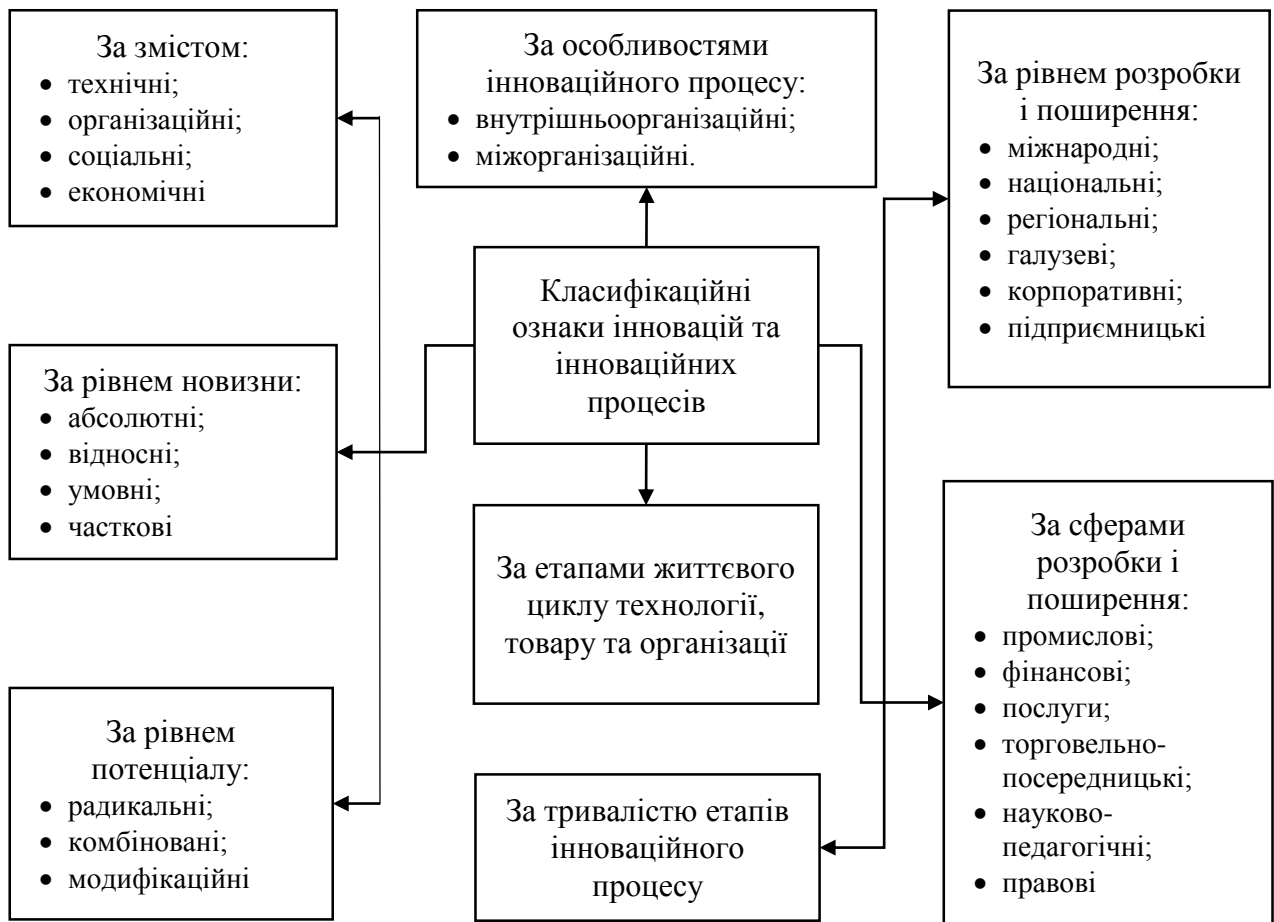 За змістом:
• технічні;
• організаційні;
• соціальні;
• економічні
За особливостями
інноваційного процесу:
• внутрішньоорганізаційні;
• міжорганізаційні.
За рівнем розробки
і поширення:
• міжнародні;
• національні;
• регіональні;
• галузеві;
• корпоративні;
• підприємницькі
Класифікаційні
ознаки інновацій та
інноваційних
процесів
За рівнем новизни:
• абсолютні;
• відносні;
• умовні;
• часткові
За етапами життєвого
циклу технології,
товару та організації
За сферами
розробки і
поширення:
• промислові;
• фінансові;
• послуги;
• торговельно-
посередницькі;
• науково-
педагогічні;
• правові
За рівнем
потенціалу:
• радикальні;
• комбіновані;
• модифікаційні
За тривалістю етапів
інноваційного
процесу